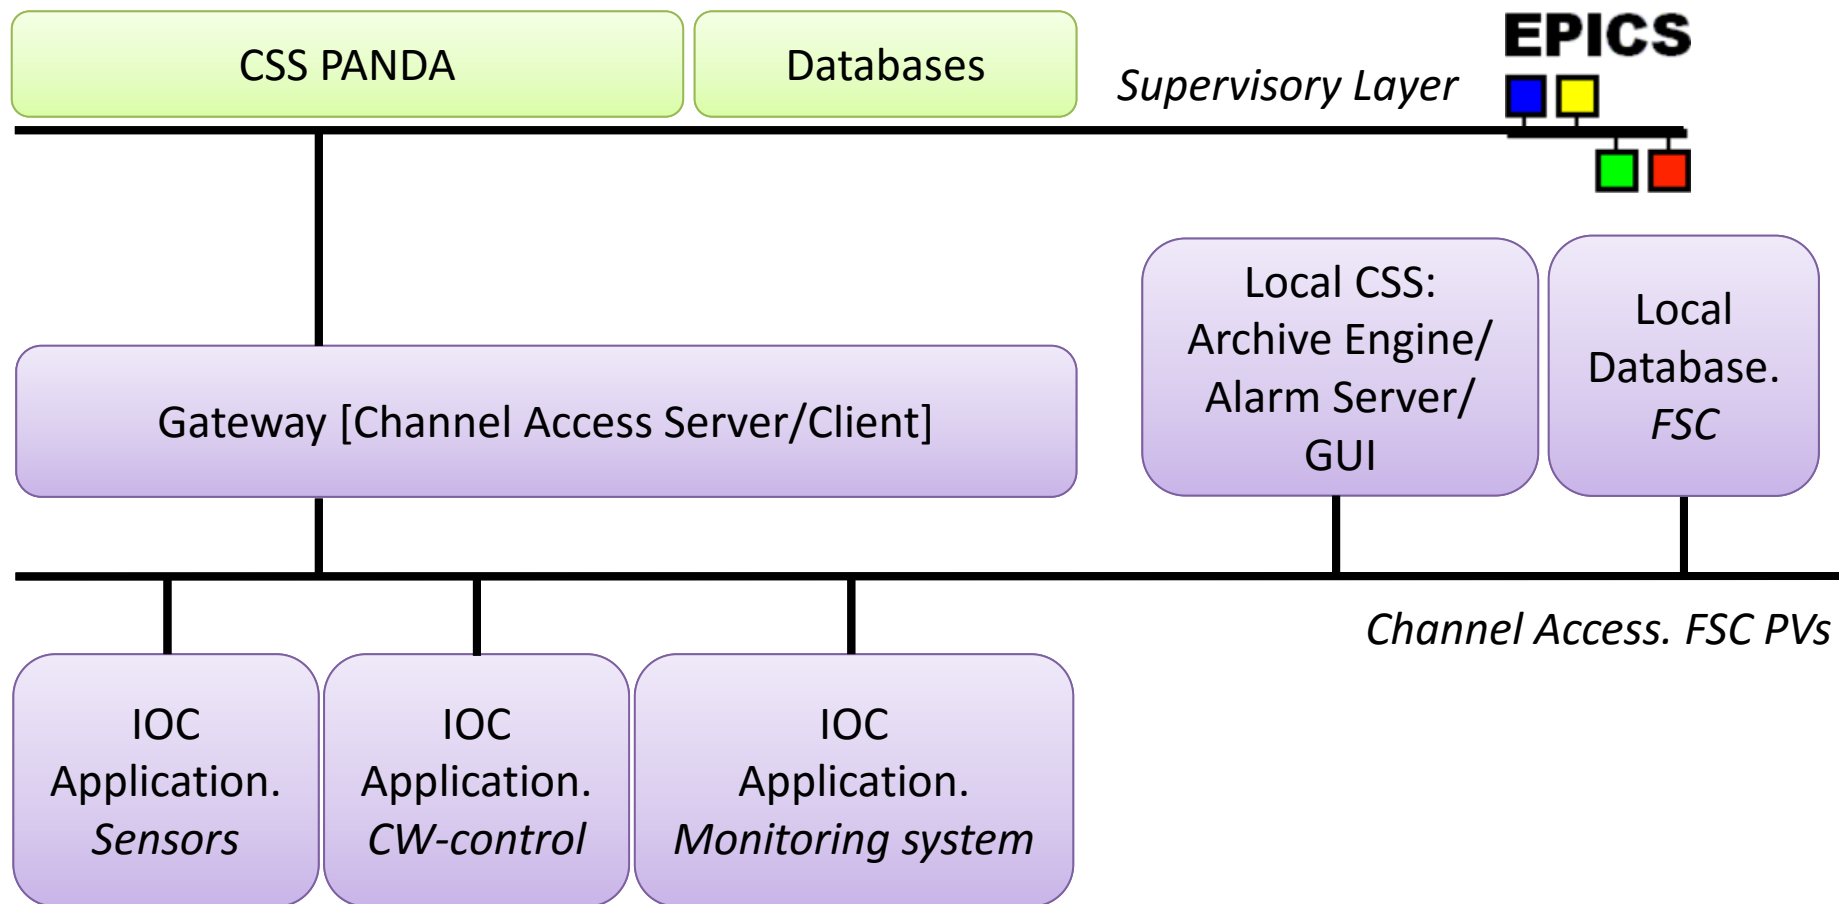 CSS PANDA
Databases
Supervisory Layer
EPICS
Gateway [Channel Access Server/Client]
Local CSS:
Archive Engine/
Alarm Server/
GUI
Local
Database.
FSC
Channel Access. FSC PVs
IOC
Application.
Sensors
IOC
Application.
CW-control
IOC
Application.
Monitoring system